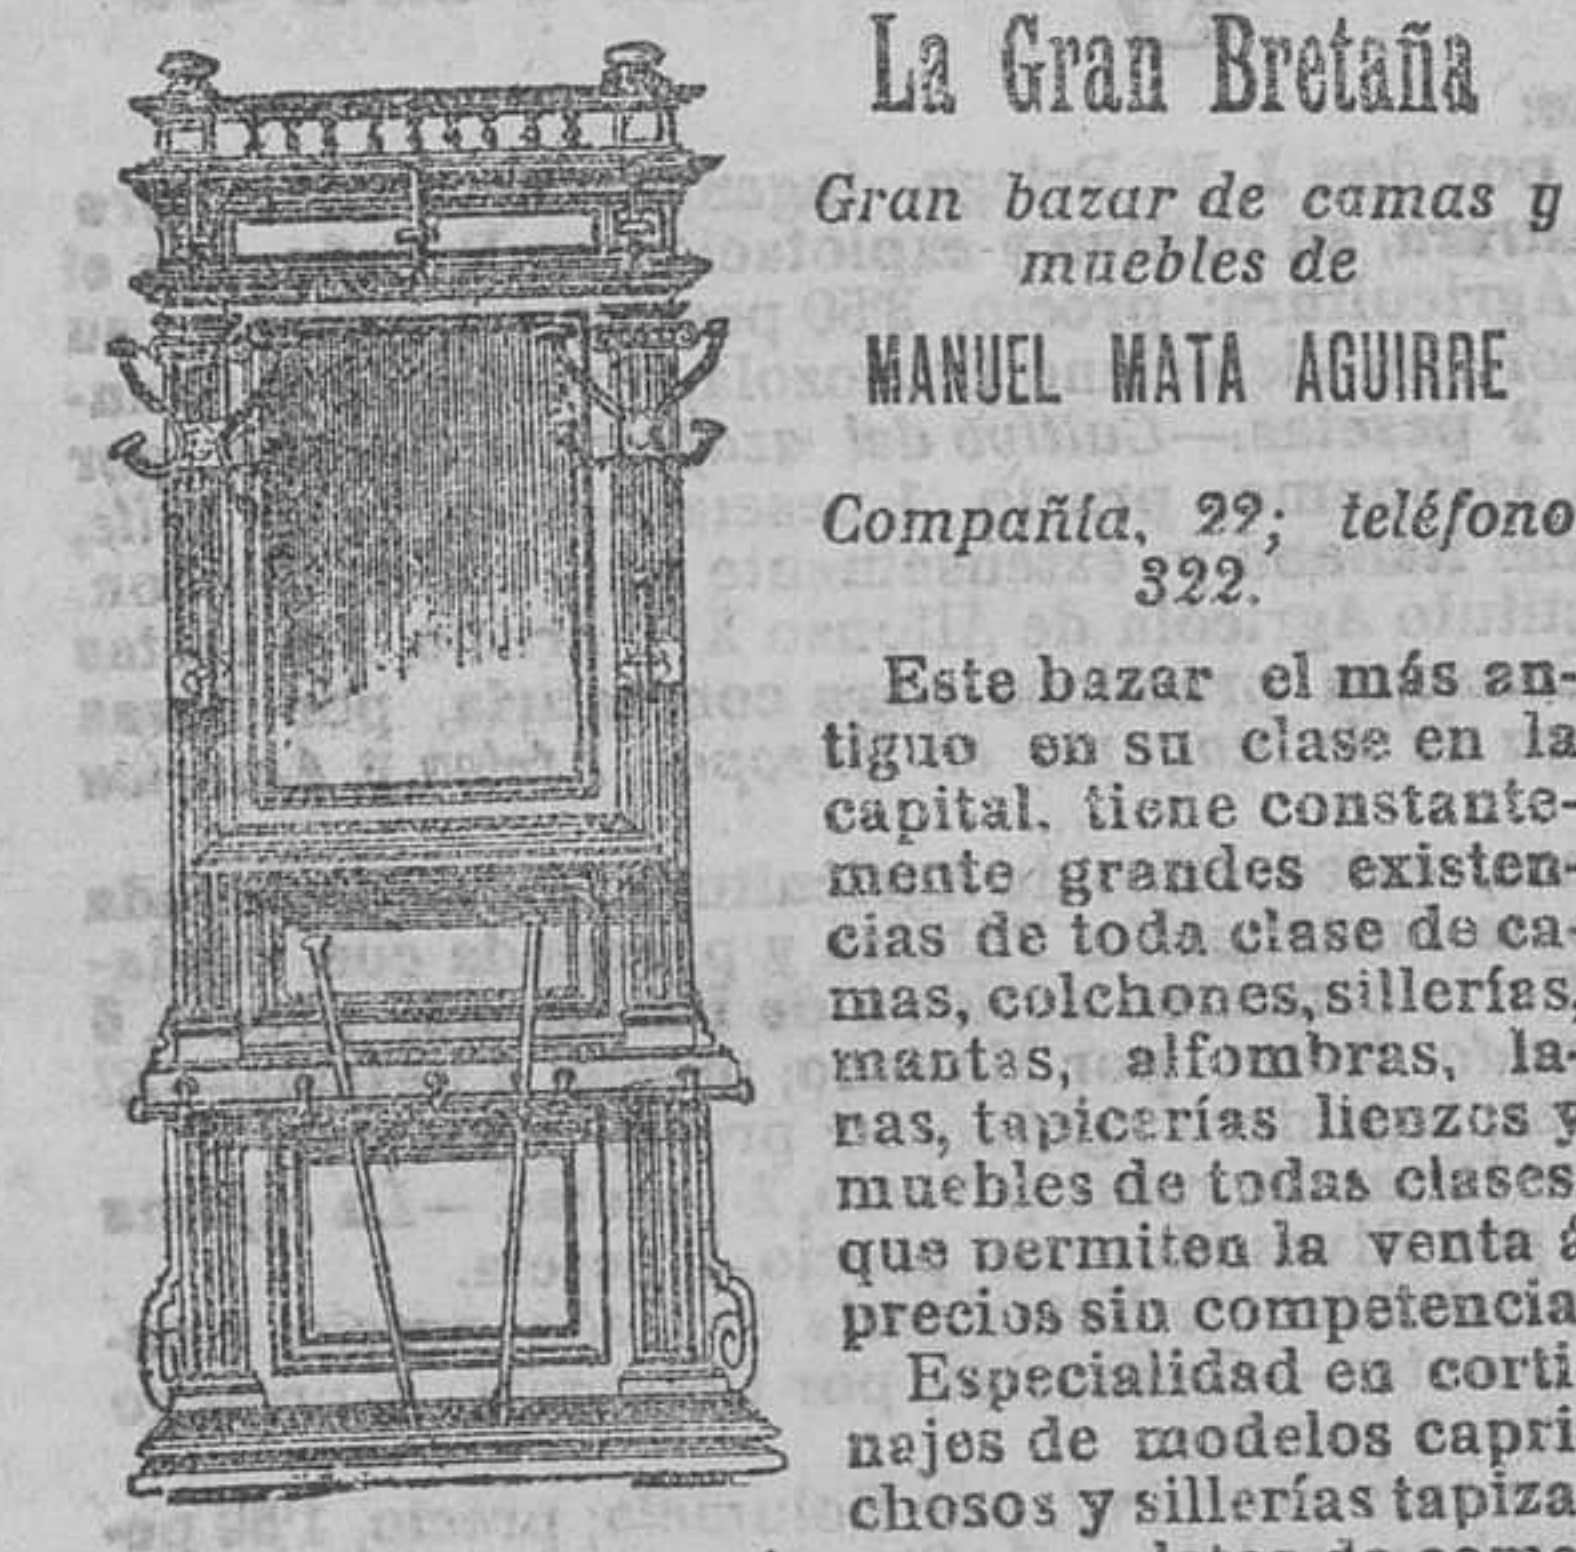 La Gran Bretaña
Gran bazar de camas y
muebles de
MANUEL MATA AGUIRRE
Compañía, 22; teléfono
322.
Este bazar el más an-
tiguo en su clase en la
capital. tiene constante-
mente grandes existen-
cias de toda clase de ca-
mas, colchones, sillerías,
mantas, alfombras, la-
nas, tapicerías lienzos y
muebles de todas clases
que permiten la venta á
precios sin competencia
Especialidad en corti
najes de modelos capri
chosos y sillerías tapiza